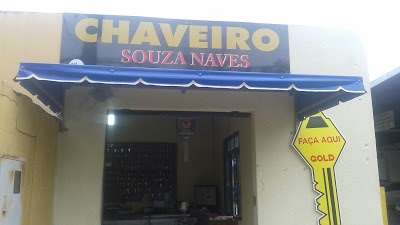 CHAVEIRO
SOUZA NAVES
FAÇA AQUI
GOLD